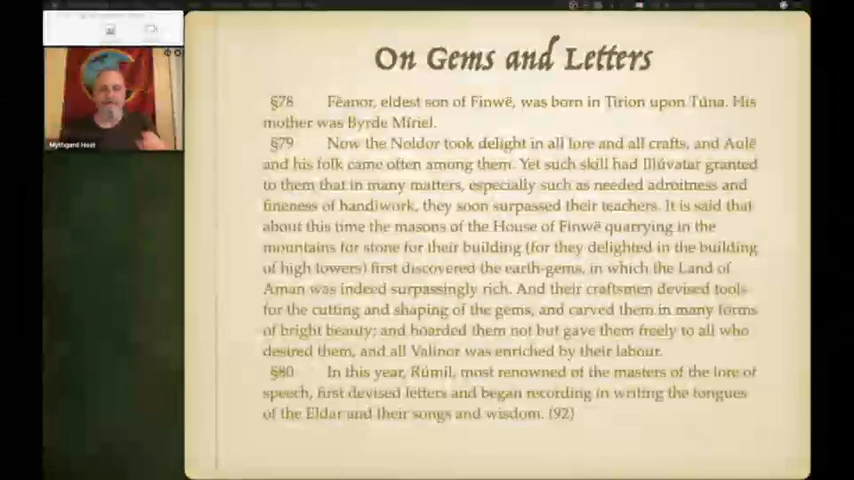 On Gems and Letters
§78 Fëanor, eldest son of Finwë, was born in Tirion upon Túna. His
mother was Byrde Míriel.
§79 Now the Noldor took delight in all lore and all crafts, and Aulë
and his folk came often among them. Yet such skill had Ilúvatar granted
to them that in many matters, especially such as needed adroitness and
fineness of handiwork, they soon surpassed their teachers. It is said that
about this time the masons of the House of Finwë quarrying in the
mountains for stone for their building (for they delighted in the building
of high towers) first discovered the earth-gems, in which the Land of
Aman was indeed surpassingly rich. And their craftsmen devised tools
for the cutting and shaping of the gems, and carved them in many forms
of bright beauty; and hoarded them not but gave them freely to all who
desired them, and all Valinor was enriched by their labour.
§80 In this year, Rúmil, most renowned of the masters of the lore of
speech, first devised letters and began recording in writing the tongues
of the Eldar and their songs and wisdom. (92)
Mythgard Host